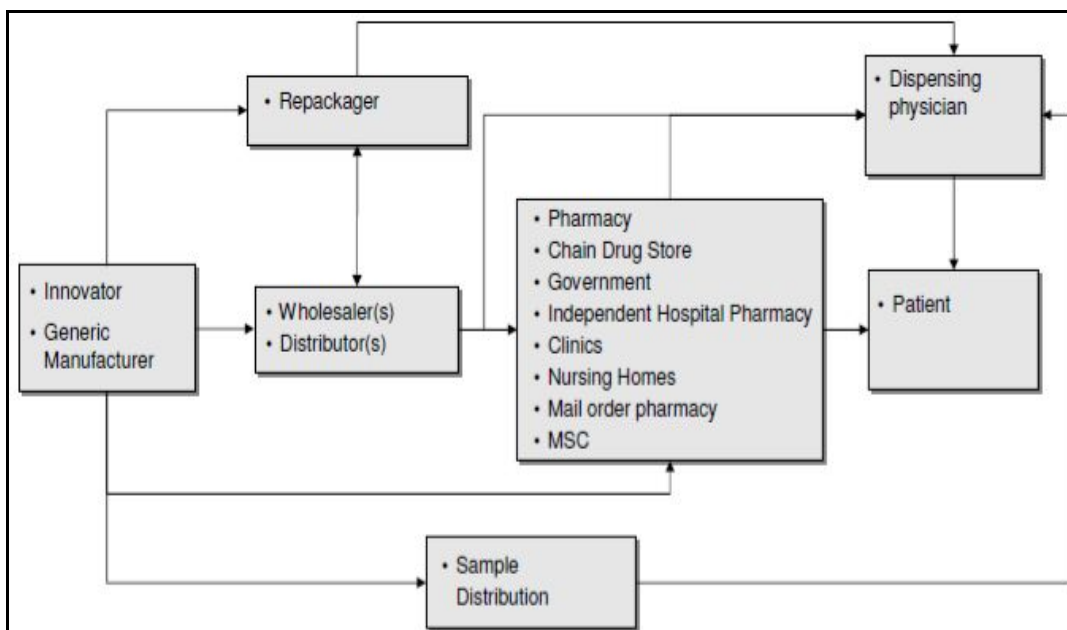 • Repackager
• Dispensing
physician
• Pharmacy
• Chain Drug Store
• Government
• Independent Hospital Pharmacy
• Clinics
• Nursing Homes
• Mail order pharmacy
• MSC
• Innovator
• Generic
Manufacturer
• Wholesaler(s)
• Distributor(s)
• Patient
• Sample
Distribution